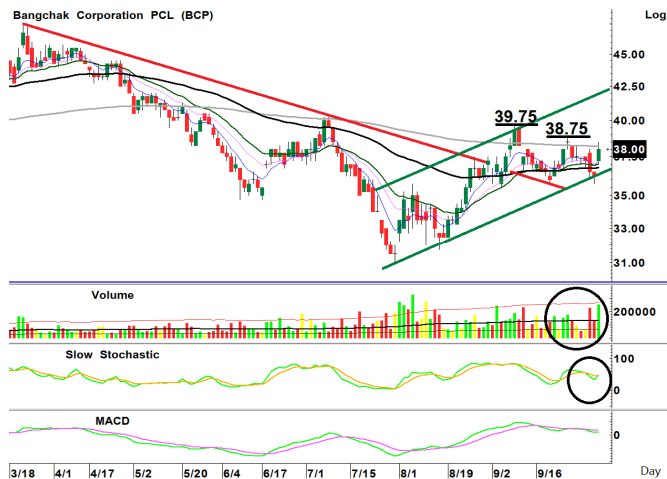 Bangchak Corporation PCL (BCP)
Log
45.00
42.50
40.00
39.75
38.75
38.00
35.00
33.00
31.00
Volume
200000
Slow Stochastic
100
0
MACD
0
3/18 4/1 4/17 5/2 5/20 6/4 6/17 7/1 7/15 8/1 8/19 9/2 9/16 Day